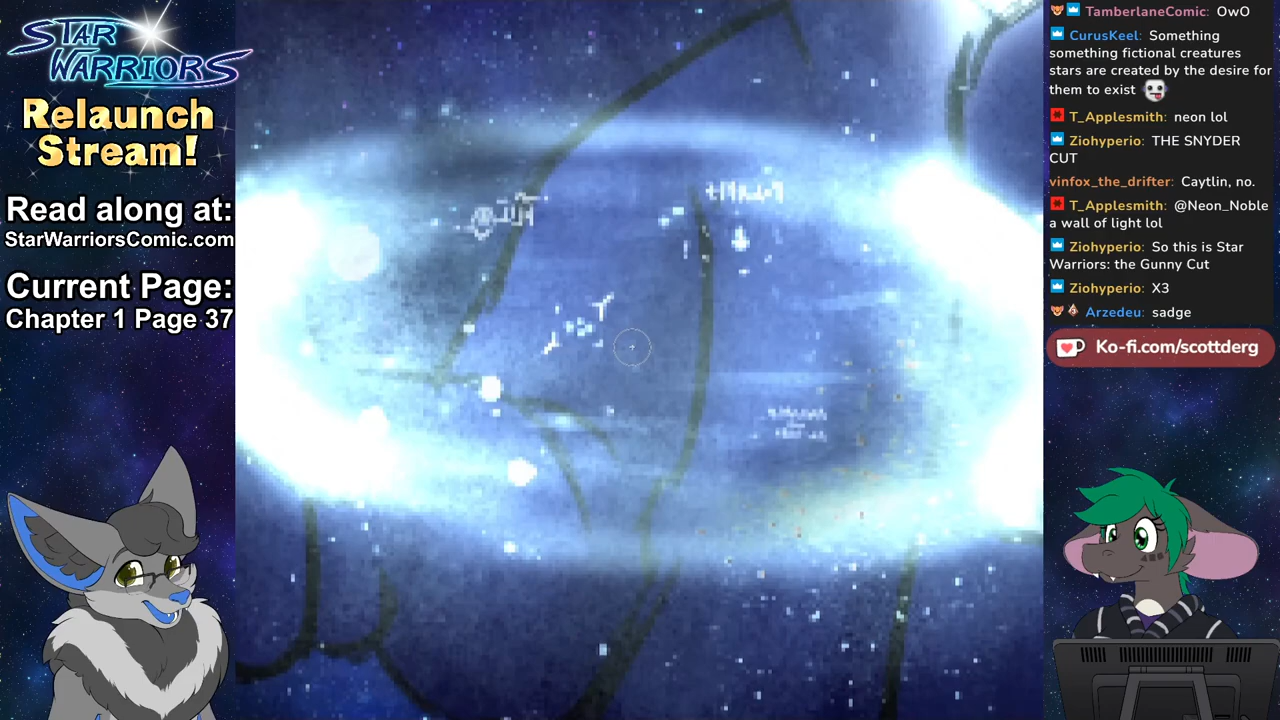 STAR
WARRIORS
Relaunch
Stream!
Read along at:
StarWarriorsComic.com
Current Page:
Chapter 1 Page 37
TamberlaneComic: OwO
CurusKeel: Something
something fictional creatures
stars are created by the desire for
them to exist
T_Applesmith: neon lol
Ziohyperio: THE SNYDER
CUT
vinfox_the_drifter: Caytlin, no.
T_Applesmith: @Neon_Noble
a wall of light lol
Ziohyperio: So this is Star
Warriors: the Gunny Cut
Ziohyperio: X3
Arzedeu: sadge
Ko-fi.com/scottderg